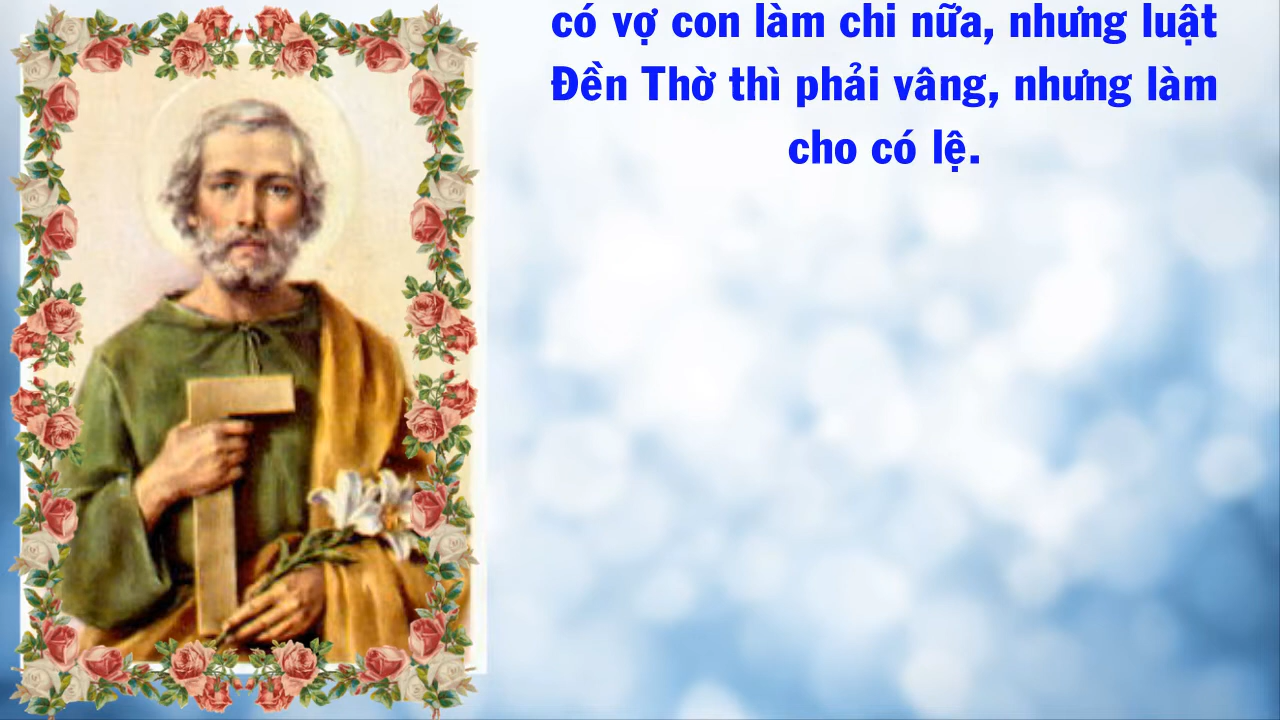 có vợ con làm chi nữa, nhưng luật
Đền Thờ thì phải vâng, nhưng làm
cho có lệ.